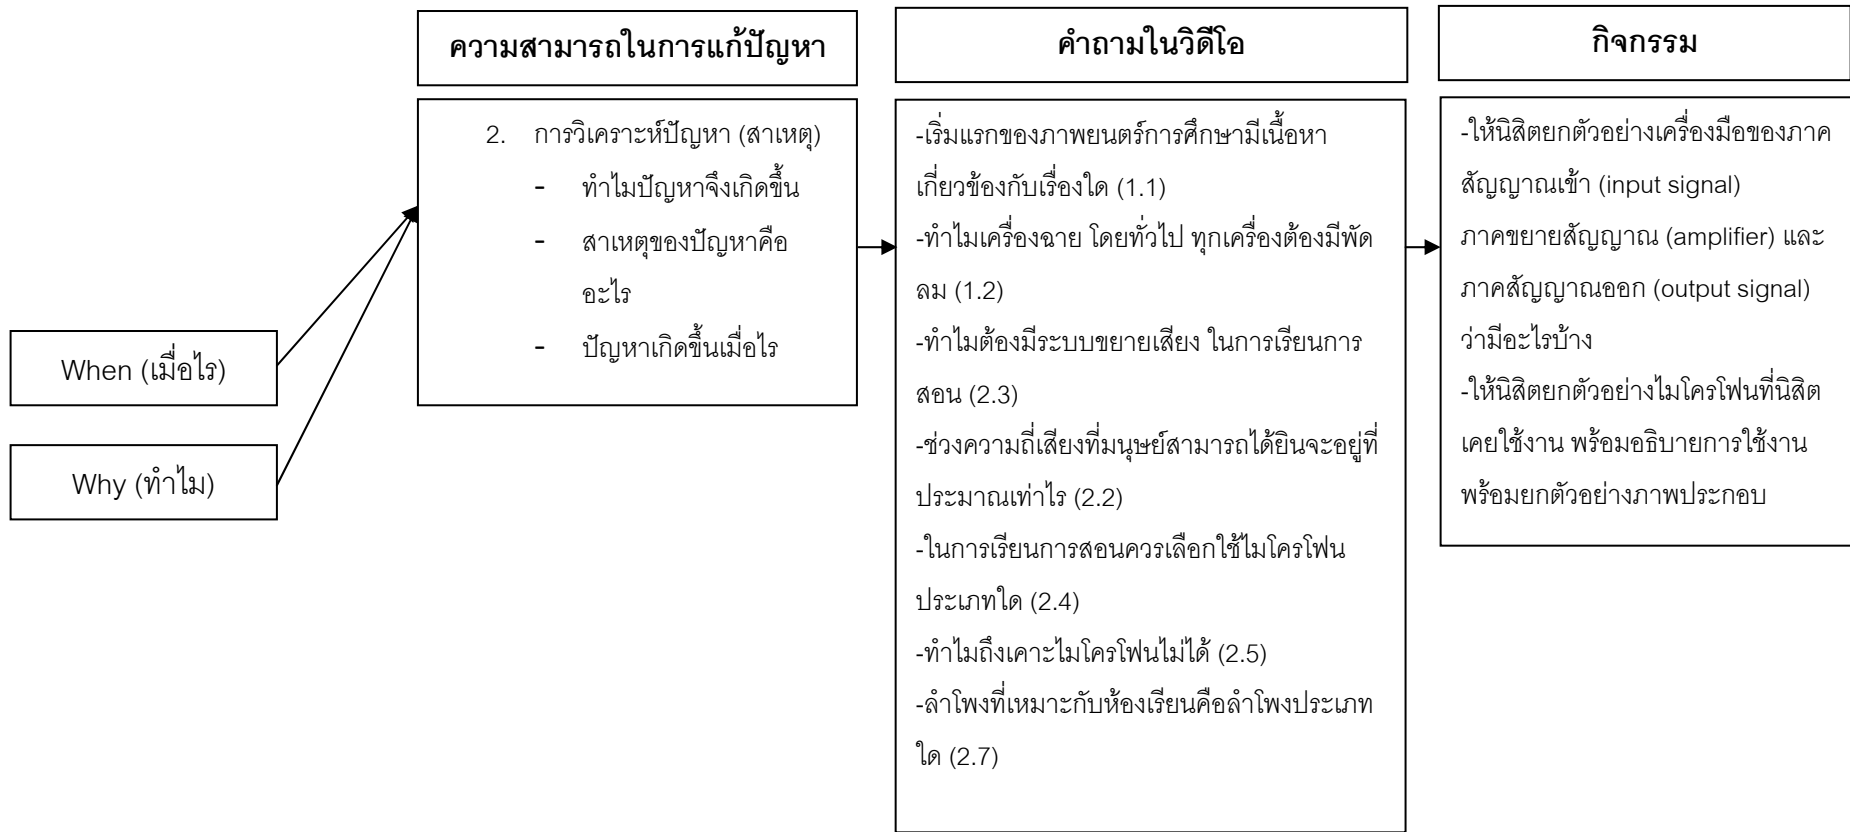 ความสามารถในการแก้ปัญหา
คำถามในวิดีโอ
กิจกรรม
When (เมื่อไร)
Why (ทำไม)
2. การวิเคราะห์ปัญหา (สาเหตุ)
- ทำไมปัญหาจึงเกิดขึ้น
- สาเหตุของปัญหาคือ
อะไร
- ปัญหาเกิดขึ้นเมื่อไร
-เริ่มแรกของภาพยนตร์การศึกษามีเนื้อหา
เกี่ยวข้องกับเรื่องใด (1.1)
-ทำไมเครื่องฉาย โดยทั่วไป ทุกเครื่องต้องมีพัด
ลม (1.2)
-ทำไมต้องมีระบบขยายเสียง ในการเรียนการ
สอน (2.3)
-ช่วงความถี่เสียงที่มนุษย์สามารถได้ยินจะอยู่ที่
ประมาณเท่าไร (2.2)
-ในการเรียนการสอนควรเลือกใช้ไมโครโฟน
ประเภทใด (2.4)
-ทำไมถึงเคาะไมโครโฟนไม่ได้ (2.5)
-ลำโพงที่เหมาะกับห้องเรียนคือลำโพงประเภท
ใด (2.7)
-ให้นิสิตยกตัวอย่างเครื่องมือของภาค
สัญญาณเข้า (input signal)
ภาคขยายสัญญาณ (amplifier) และ
ภาคสัญญาณออก (output signal)
ว่ามีอะไรบ้าง
-ให้นิสิตยกตัวอย่างไมโครโฟนที่นิสิต
เคยใช้งาน พร้อมอธิบายการใช้งาน
พร้อมยกตัวอย่างภาพประกอบ